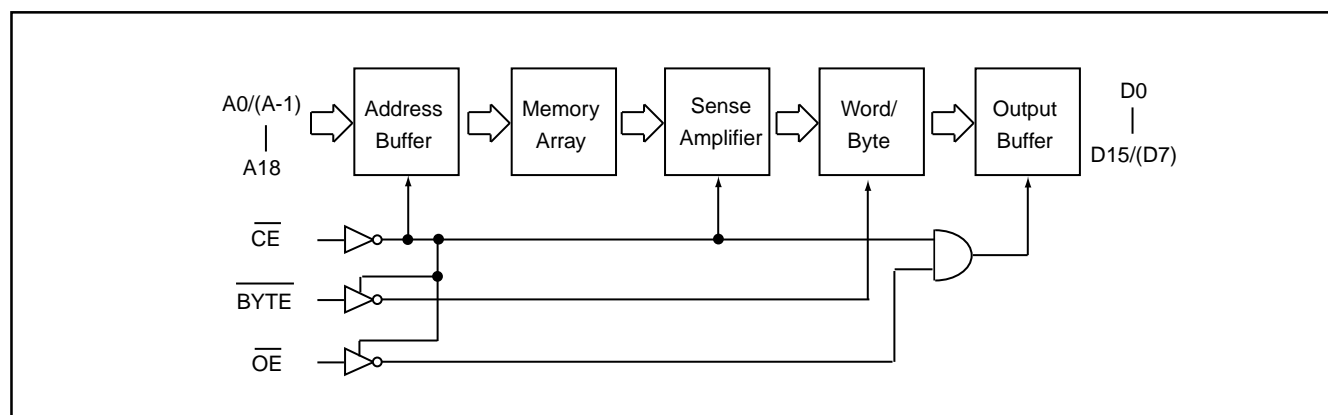 A0/(A-1)
A18
Address
Buffer
Memory
Array
Sense
Amplifier
Word/
Byte
Output
Buffer
D0
D15/(D7)
CE
BYTE
OE